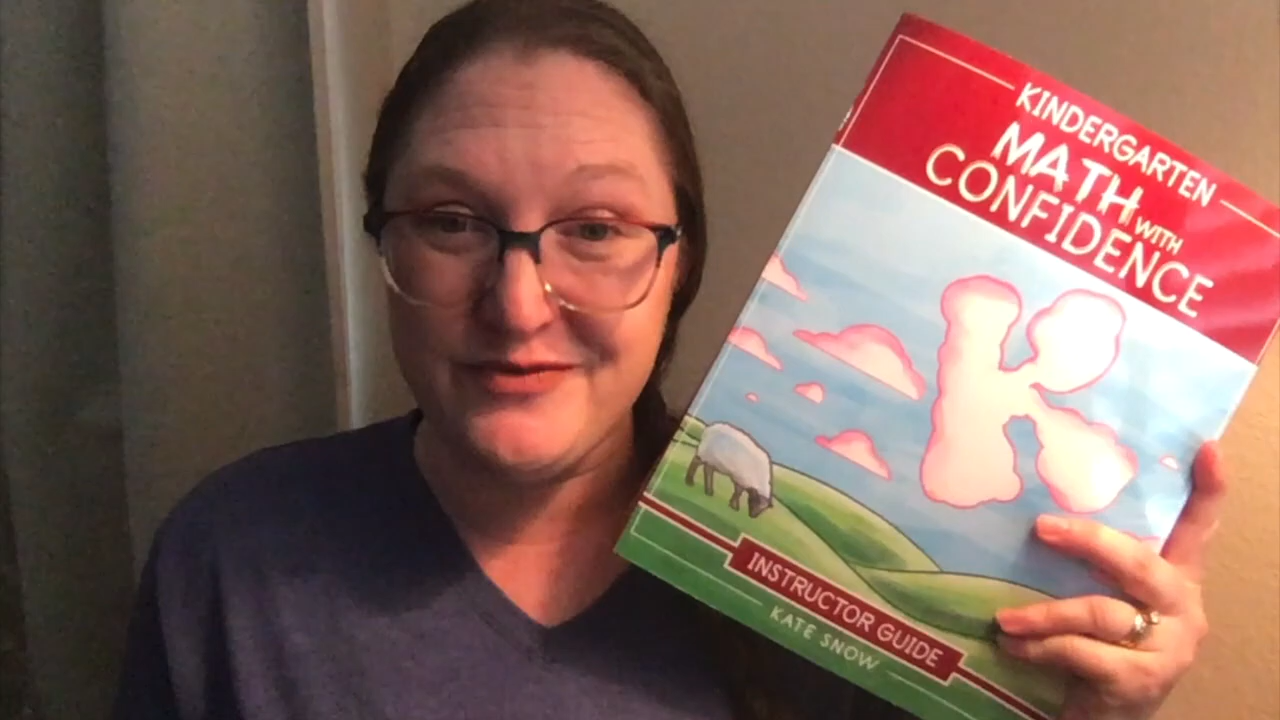 KINDERGARTEN
MATH WITH
CONFIDENCE
K
INSTRUCTOR GUIDE
KATE SNOW